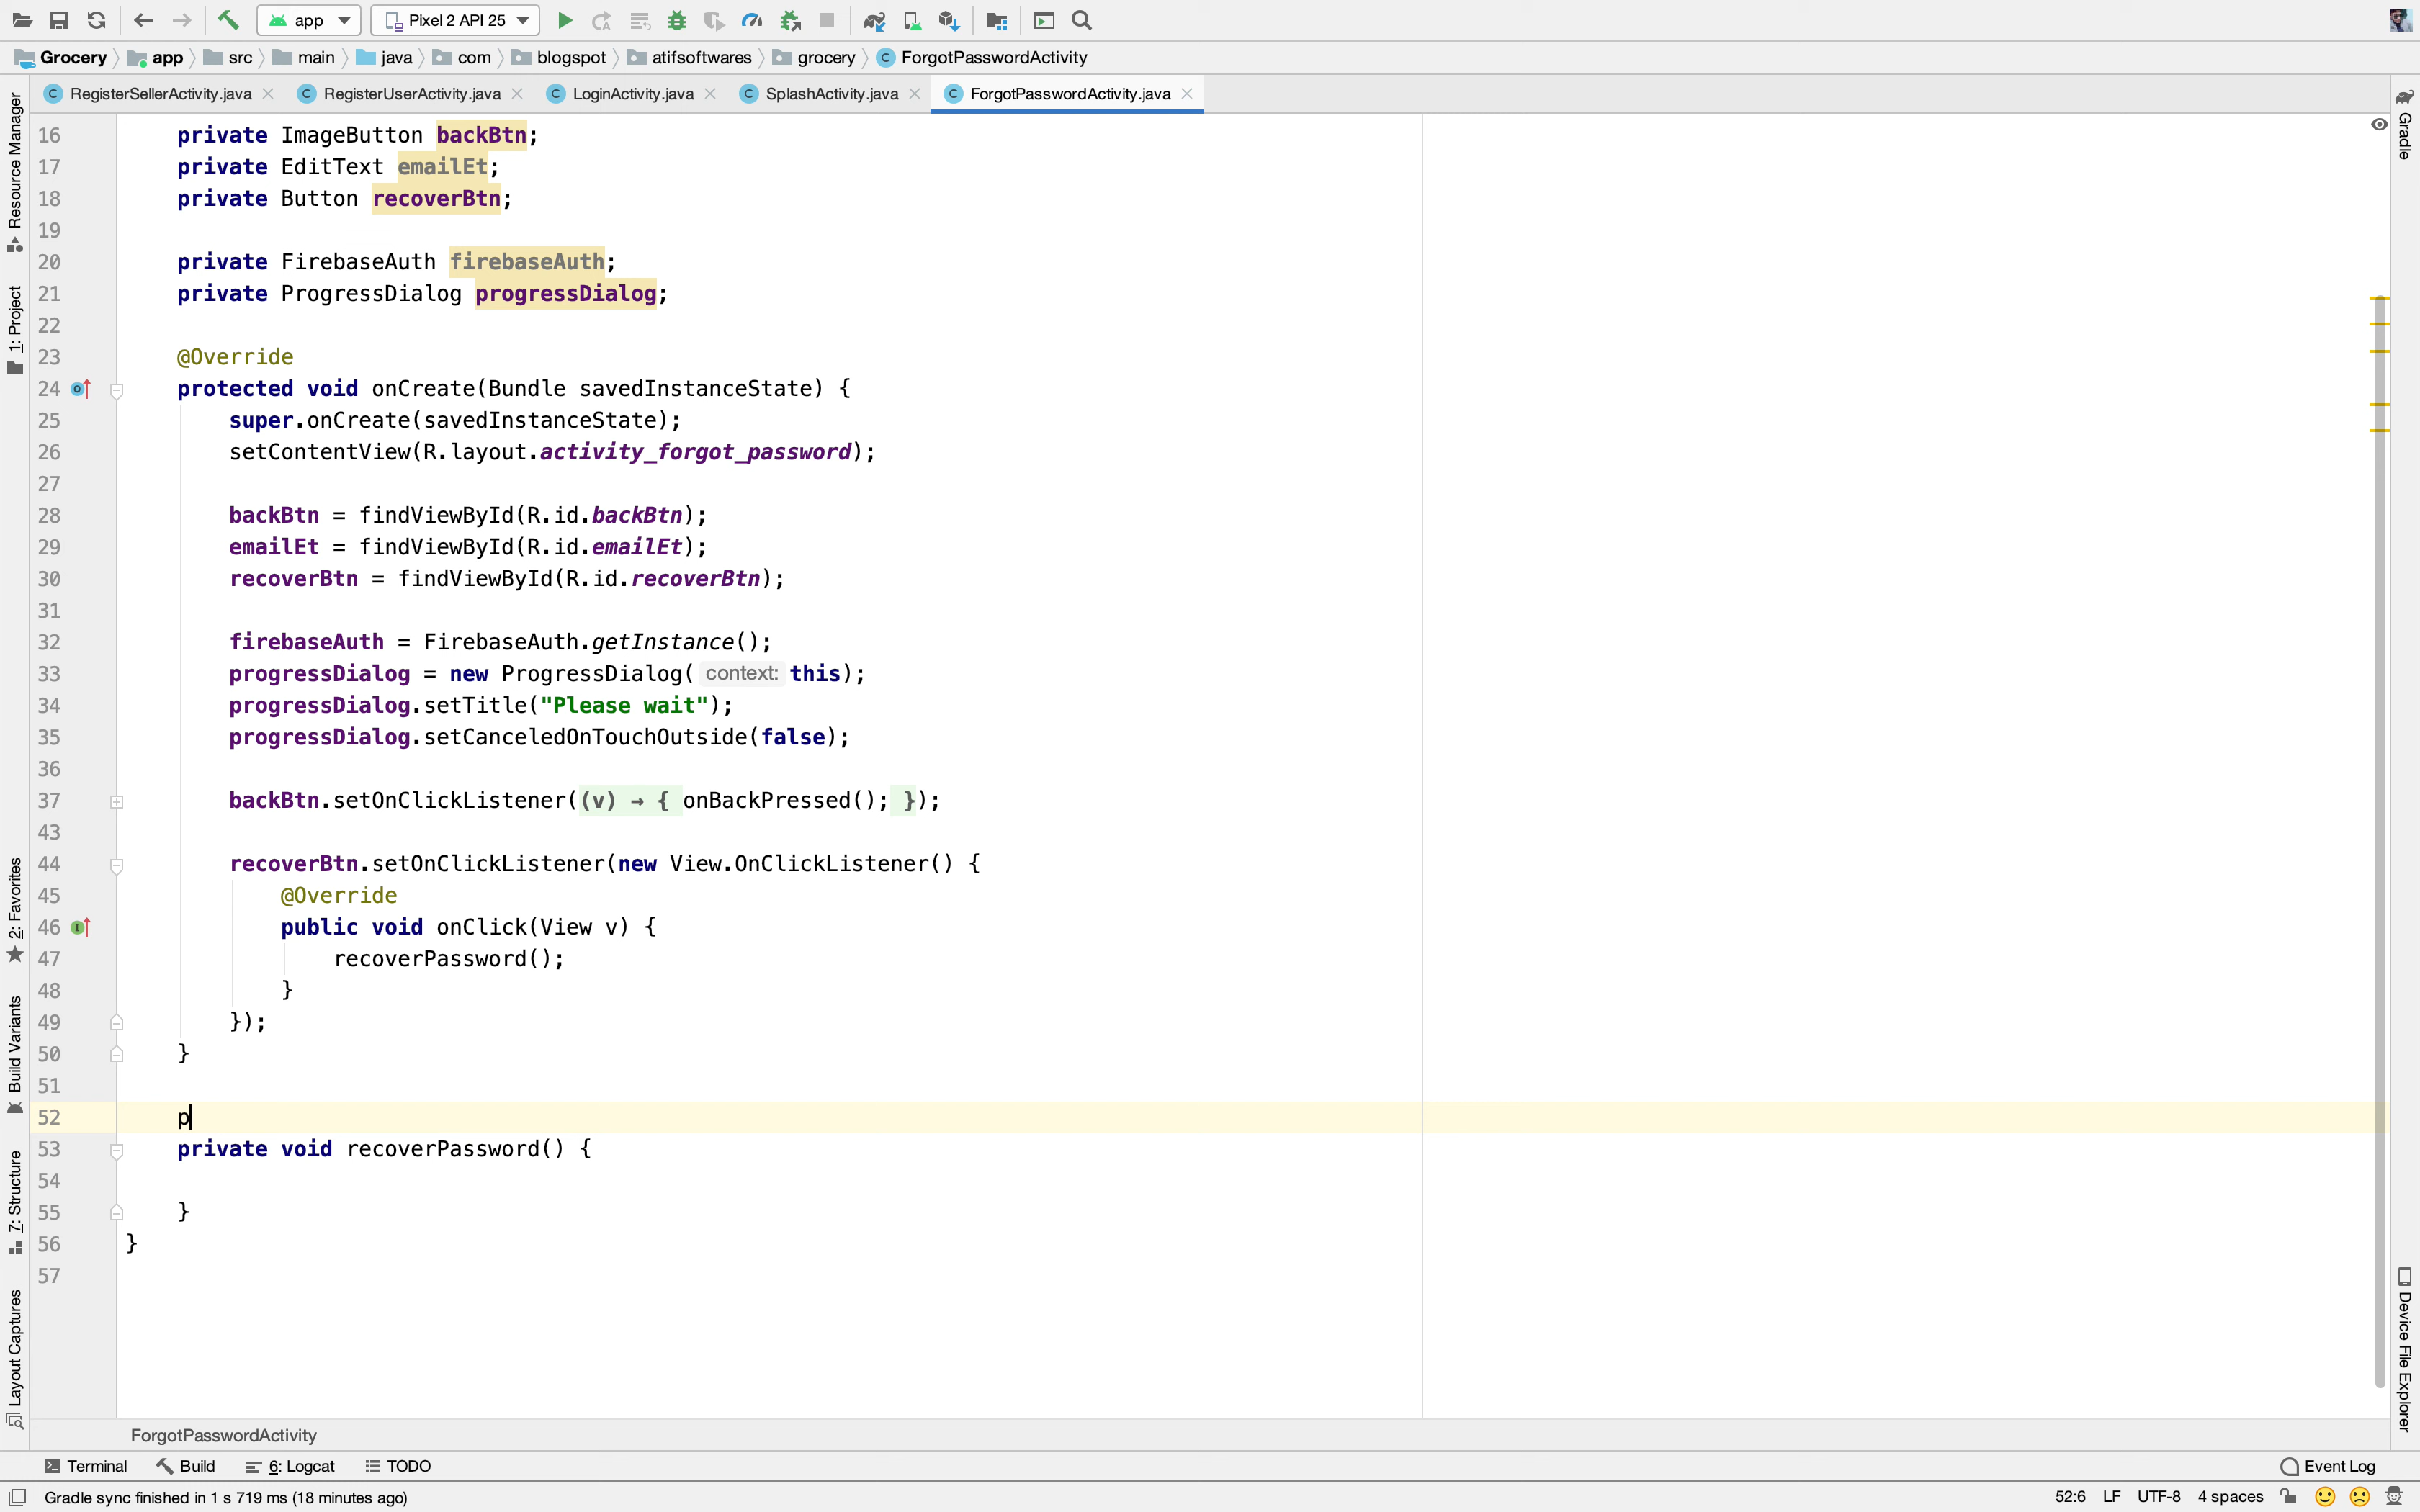 app
Pixel 2 API 25
Grocery app src main java com blogspot atifsoftwares grocery ForgotPasswordActivity
RegisterSellerActivity.java RegisterUserActivity.java LoginActivity.java SplashActivity.java ForgotPasswordActivity.java
Resource Manager
1: Project
2: Favorites
Build Variants
7: Structure
Layout Captures
16 private ImageButton backBtn;
17 private EditText emailEt;
18 private Button recoverBtn;
19
20 private FirebaseAuth firebaseAuth;
21 private ProgressDialog progressDialog;
22
23 @Override
24 protected void onCreate(Bundle savedInstanceState) {
25 super.onCreate(savedInstanceState);
26 setContentView(R.layout.activity_forgot_password);
27
28 backBtn = findViewById(R.id.backBtn);
29 emailEt = findViewById(R.id.emailEt);
30 recoverBtn = findViewById(R.id.recoverBtn);
31
32 firebaseAuth = FirebaseAuth.getInstance();
33 progressDialog = new ProgressDialog( context: this);
34 progressDialog.setTitle("Please wait");
35 progressDialog.setCanceledOnTouchOutside(false);
36
37 backBtn.setOnClickListener((v) → { onBackPressed(); });
43
44 recoverBtn.setOnClickListener(new View.OnClickListener() {
45 @Override
46 public void onClick(View v) {
47 recoverPassword();
48 }
49 });
50 }
51
52 p
53 private void recoverPassword() {
54
55 }
56 }
57
Gradle
Device File Explorer
ForgotPasswordActivity
Terminal Build 6: Logcat TODO Event Log
Gradle sync finished in 1 s 719 ms (18 minutes ago) 52:6 LF UTF-8 4 spaces